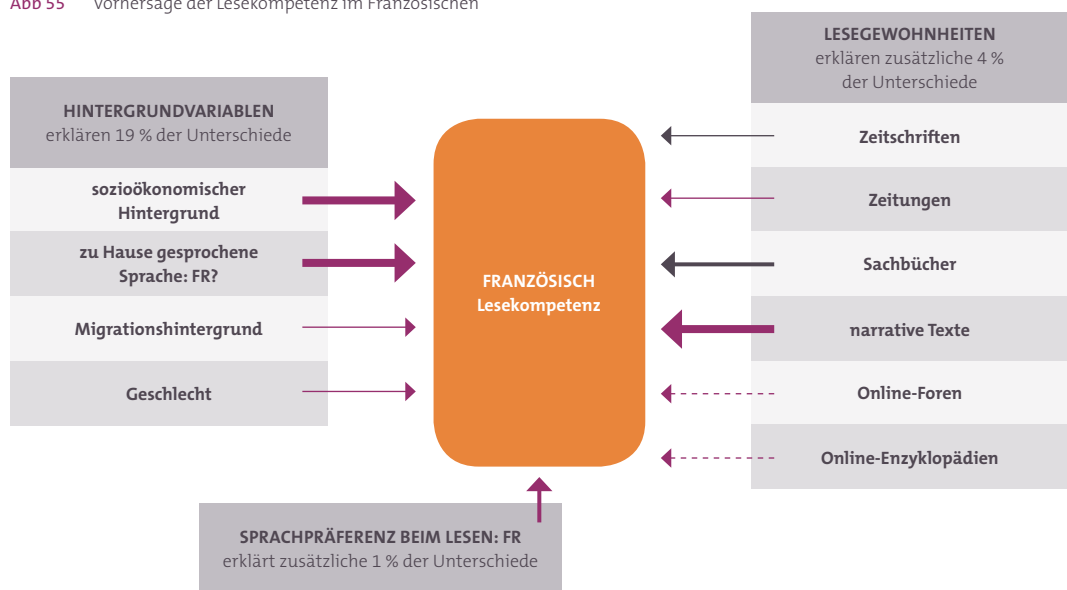 Abb 55 Vorhersage der Lesekompetenz im Französischen
HINTERGRUNDVARIABLEN
erklären 19 % der Unterschiede
sozioökonomischer
Hintergrund
zu Hause gesprochene
Sprache: FR?
Migrationshintergrund
Geschlecht
FRANZÖSISCH
Lesekompetenz
LESEGEWOHNHEITEN
erklären zusätzliche 4 %
der Unterschiede
Zeitschriften
Zeitungen
Sachbücher
narrative Texte
Online-Foren
Online-Enzyklopädien
SPRACHPRÄFERENZ BEIM LESEN: FR
erklärt zusätzliche 1 % der Unterschiede